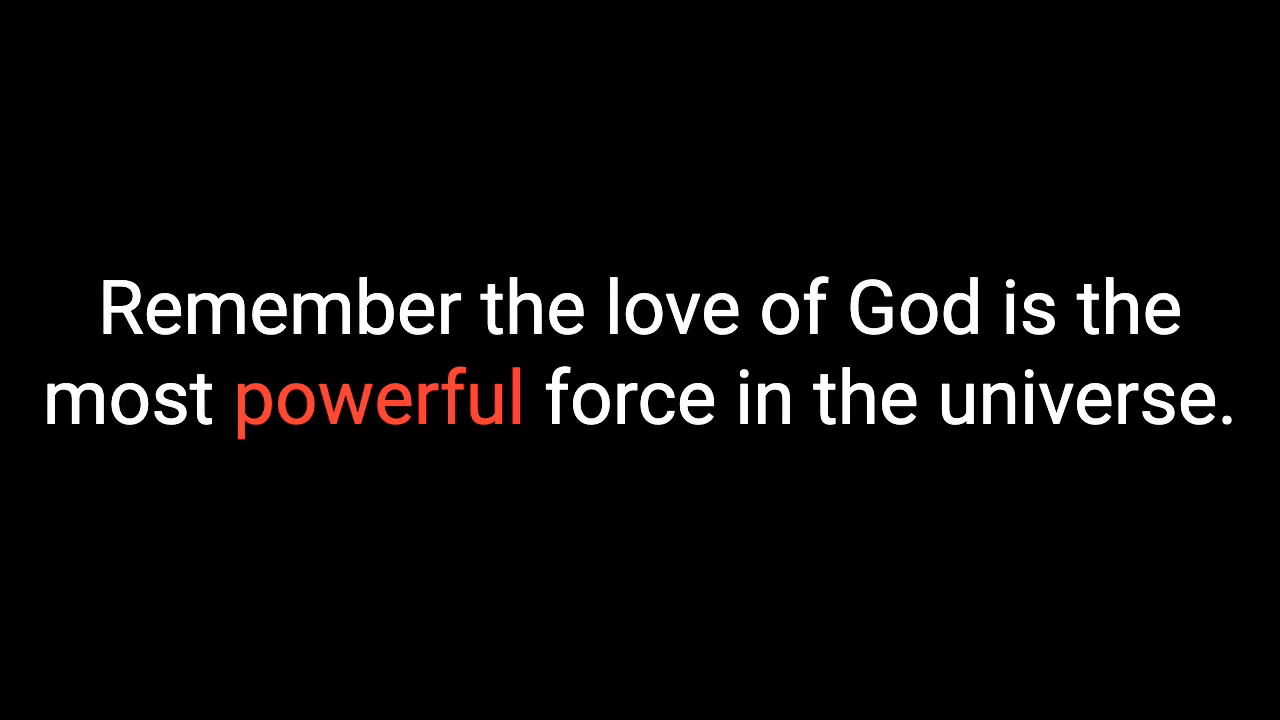 Remember the love of God is the
most powerful force in the universe.